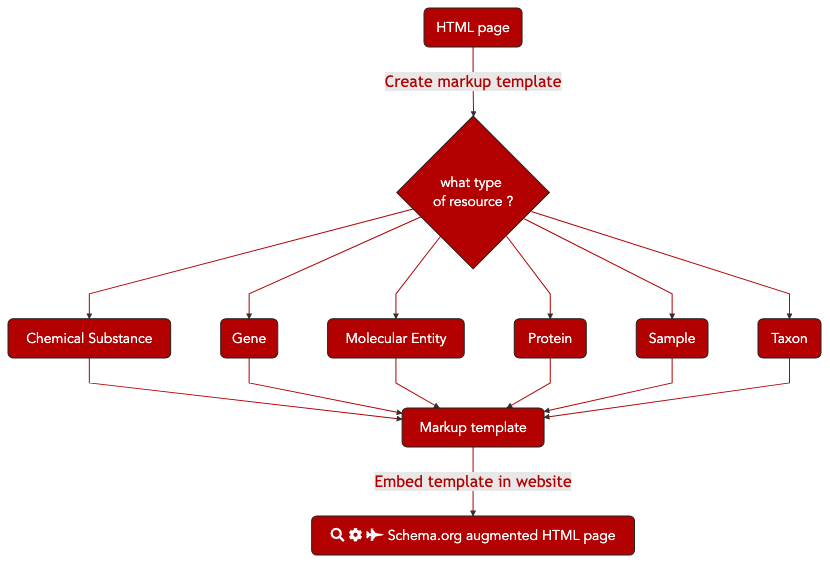 HTML page
Create markup template
what type
of resource ?
Chemical Substance
Gene
Molecular Entity
Protein
Sample
Taxon
Markup template
Embed template in website
Schema.org augmented HTML page